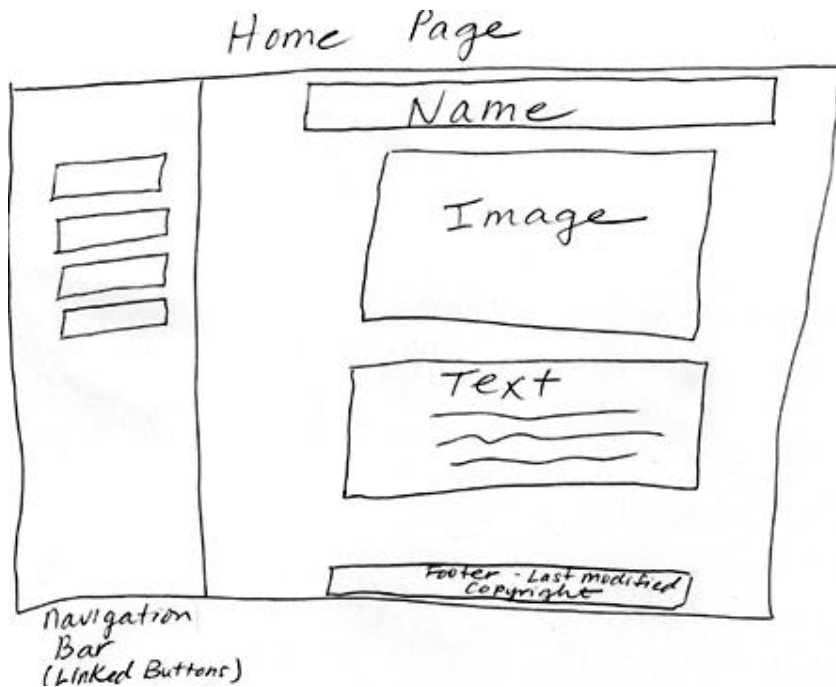 Home Page
Name
Image
Text
Footer - Last modified
Copyright
navigation
Bar
(Linked Buttons)